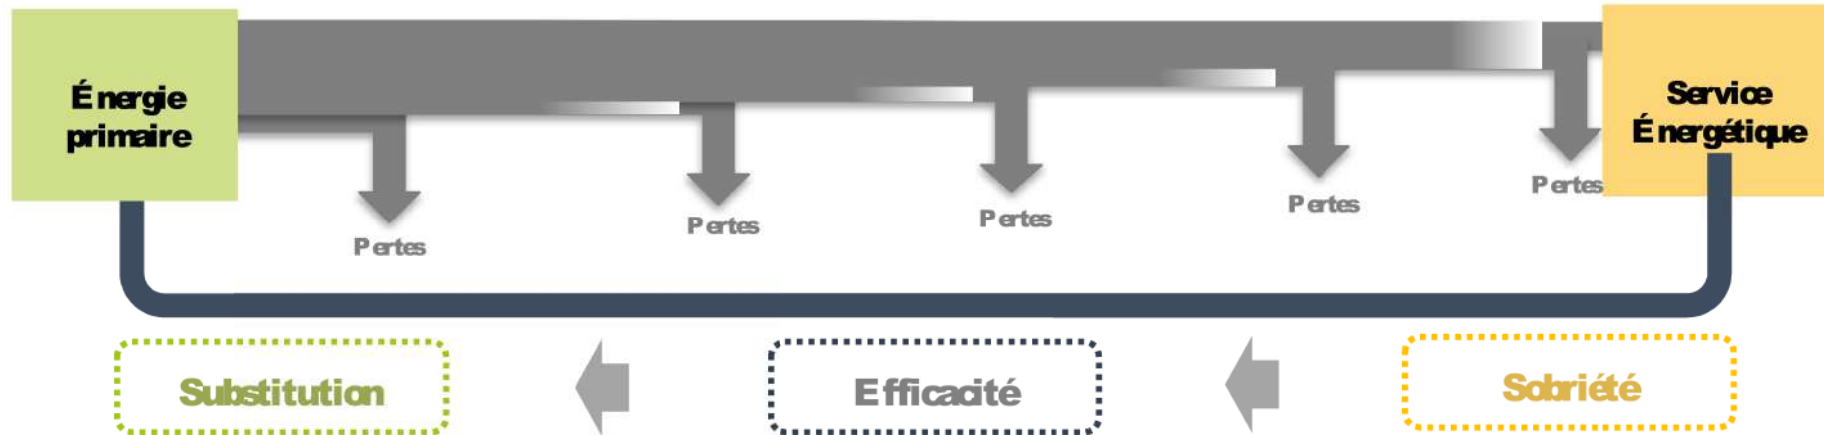 Énergie
primaire
Service
Énergétique
Pertes
Pertes
Pertes
Pertes
Pertes
Substitution
Efficacité
Sobriété